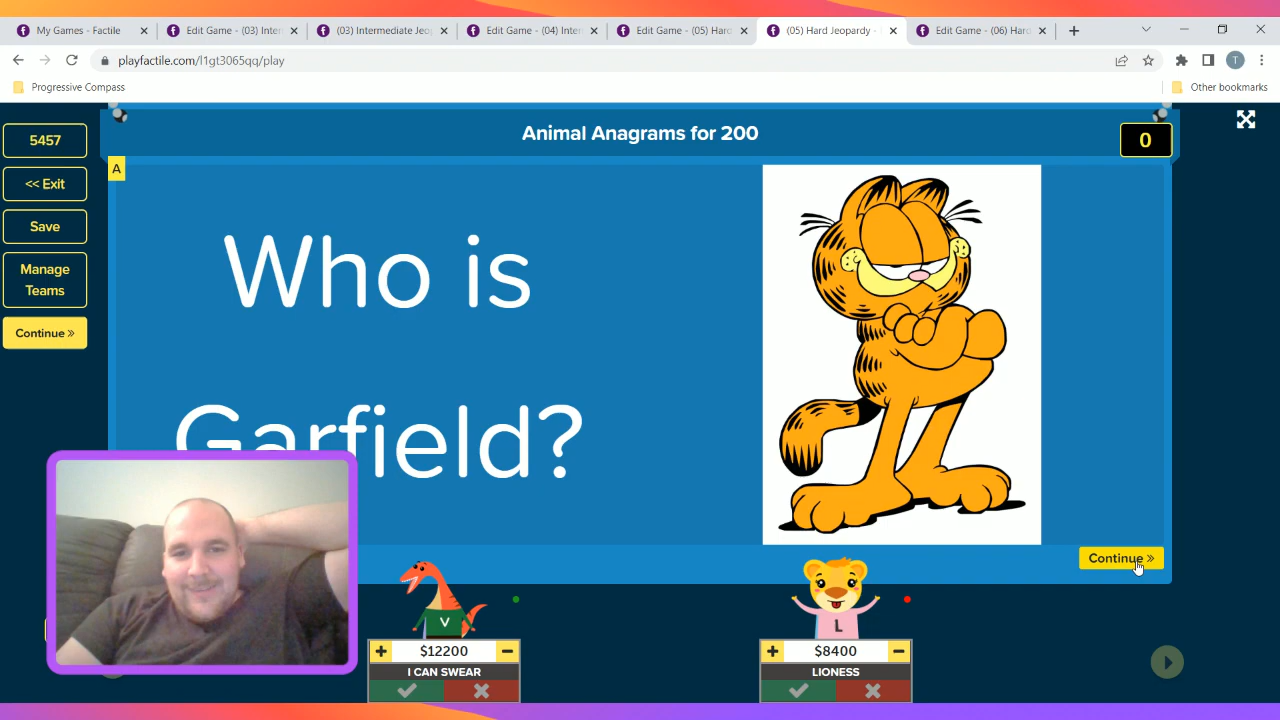 My Games - Factile
Edit Game - (03) Inter
(03) Intermediate Jeop
Edit Game - (04) Inter
Edit Game - (05) Hard
(05) Hard Jeopardy -
Edit Game - (06) Hard
playfactile.com/l1gt3065qq/play
T
Progressive Compass
Other bookmarks
5457
<< Exit
Save
Manage
Teams
Continue »
Animal Anagrams for 200
0
A
Who is
Garfield?
Continue »
V
L
+ $12200 −
I CAN SWEAR
+ $8400 −
LIONESS